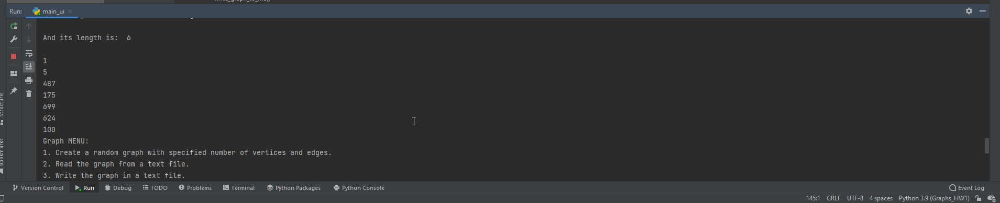 Run: main_ui
And its length is:  6
1
5
487
175
699
624
100
Graph MENU:
1. Create a random graph with specified number of vertices and edges.
2. Read the graph from a text file.
3. Write the graph in a text file.
Structure
Bookmarks
Version Control Run Debug TODO Problems Terminal Python Packages Python Console Event Log
145:1 CRLF UTF-8 4 spaces Python 3.9 (Graphs_HW1)